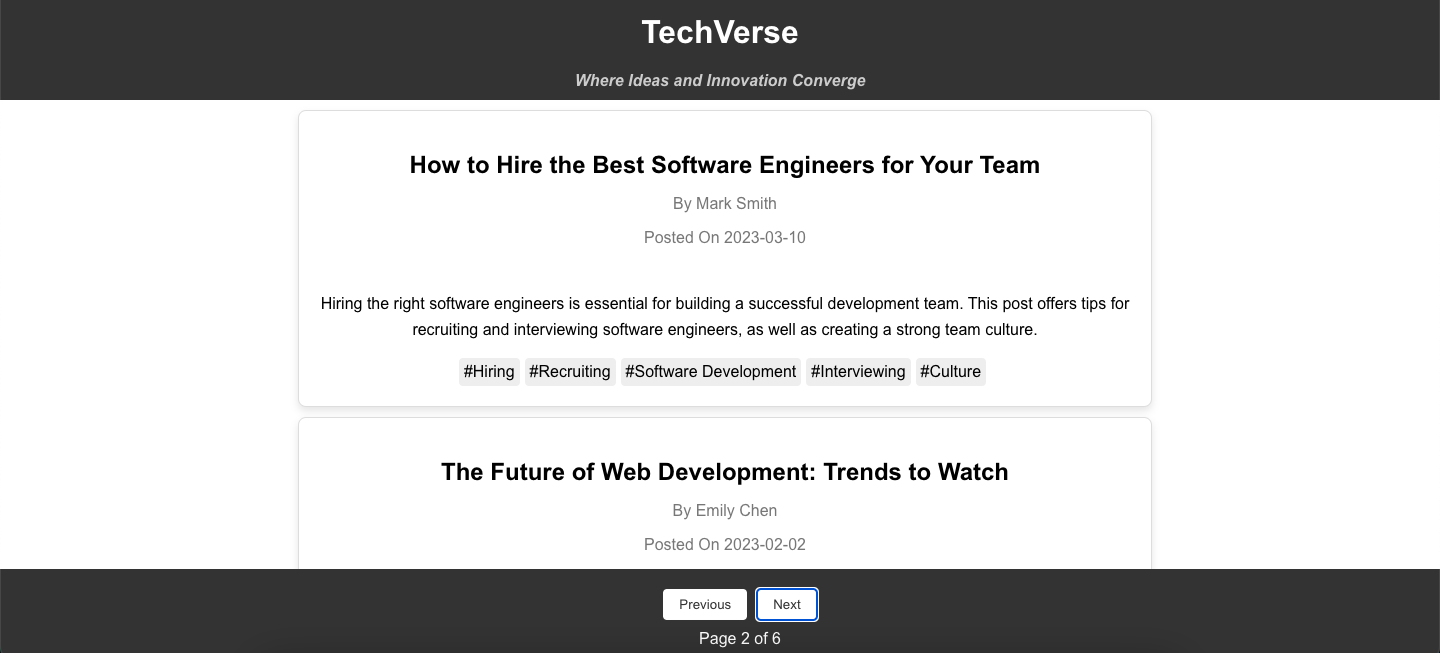 TechVerse
Where Ideas and Innovation Converge
How to Hire the Best Software Engineers for Your Team
By Mark Smith
Posted On 2023-03-10
Hiring the right software engineers is essential for building a successful development team. This post offers tips for
recruiting and interviewing software engineers, as well as creating a strong team culture.
#Hiring #Recruiting #Software Development #Interviewing #Culture
The Future of Web Development: Trends to Watch
By Emily Chen
Posted On 2023-02-02
Previous Next
Page 2 of 6